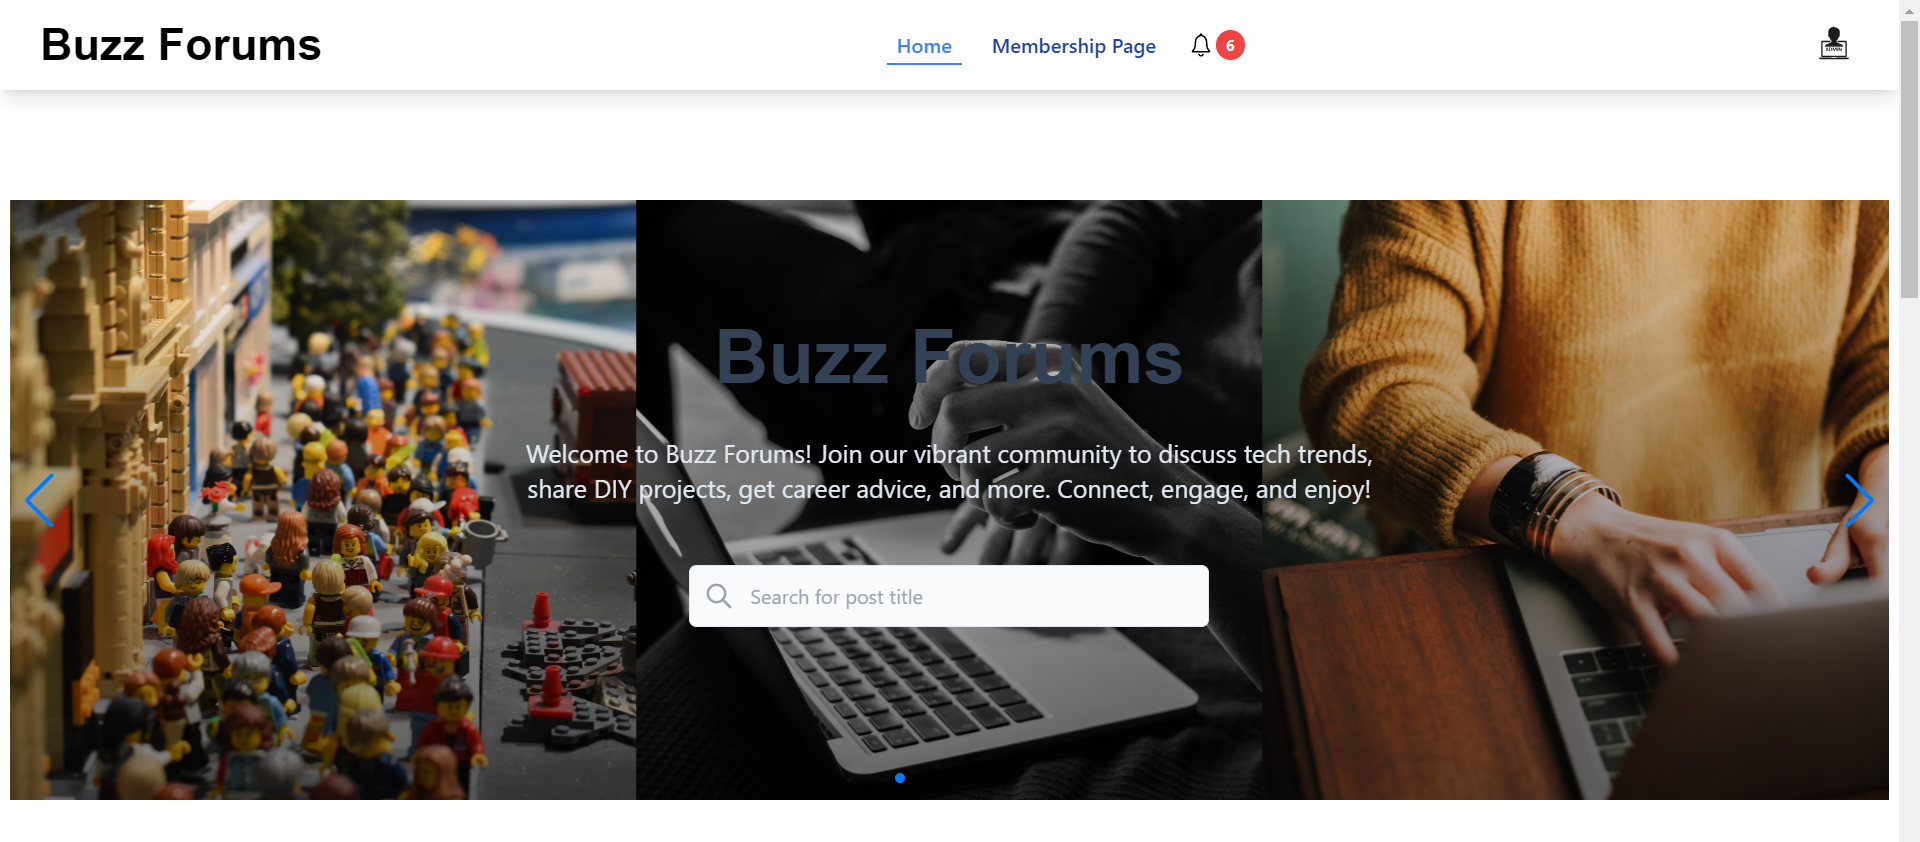 Buzz Forums
Home
Membership Page
6
ADMIN
Buzz Forums
Welcome to Buzz Forums! Join our vibrant community to discuss tech trends,
share DIY projects, get career advice, and more. Connect, engage, and enjoy!
Search for post title